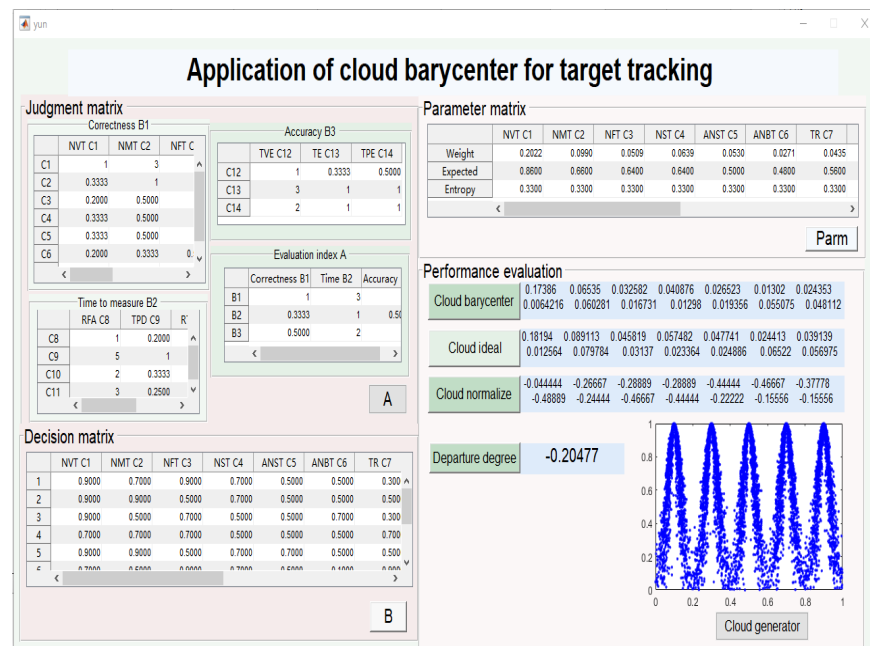 yun
Application of cloud barycenter for target tracking
Judgment matrix
Correctness B1
NVT C1 NMT C2 NFT C
C1 1 3
C2 0.3333 1
C3 0.2000 0.5000
C4 0.3333 0.5000
C5 0.3333 0.5000
C6 0.2000 0.3333 0.
Accuracy B3
TVE C12 TE C13 TPE C14
C12 1 0.3333 0.5000
C13 3 1 1
C14 2 1 1
Time to measure B2
RFA C8 TPD C9 R
C8 1 0.2000
C9 5 1
C10 2 0.3333
C11 3 0.2500
Evaluation index A
Correctness B1 Time B2 Accuracy
B1 1 3
B2 0.3333 1 0.50
B3 0.5000 2
A
Decision matrix
NVT C1 NMT C2 NFT C3 NST C4 ANST C5 ANBT C6 TR C7
1 0.9000 0.7000 0.9000 0.7000 0.5000 0.5000 0.300
2 0.9000 0.5000 0.5000 0.7000 0.5000 0.5000 0.500
3 0.9000 0.5000 0.7000 0.5000 0.5000 0.7000 0.300
4 0.7000 0.7000 0.7000 0.5000 0.5000 0.5000 0.700
5 0.9000 0.9000 0.5000 0.7000 0.7000 0.5000 0.500
B
Parameter matrix
NVT C1 NMT C2 NFT C3 NST C4 ANST C5 ANBT C6 TR C7
Weight 0.2022 0.0990 0.0509 0.0639 0.0530 0.0271 0.0435
Expected 0.8600 0.6600 0.6400 0.6400 0.5000 0.4800 0.5600
Entropy 0.3300 0.3300 0.3300 0.3300 0.3300 0.3300 0.3300
Parm
Performance evaluation
Cloud barycenter
0.17386 0.06535 0.032582 0.040876 0.026523 0.01302 0.024353
0.0064216 0.060281 0.016731 0.01298 0.019356 0.055075 0.048112
Cloud ideal
0.18194 0.089113 0.045819 0.057482 0.047741 0.024413 0.039139
0.012564 0.079784 0.03137 0.023364 0.024886 0.06522 0.056975
Cloud normalize
-0.044444 -0.26667 -0.28889 -0.28889 -0.44444 -0.46667 -0.37778
-0.48889 -0.24444 -0.46667 -0.44444 -0.22222 -0.15556 -0.15556
Departure degree -0.20477
1
0.8
0.6
0.4
0.2
0
0 0.2 0.4 0.6 0.8 1
Cloud generator